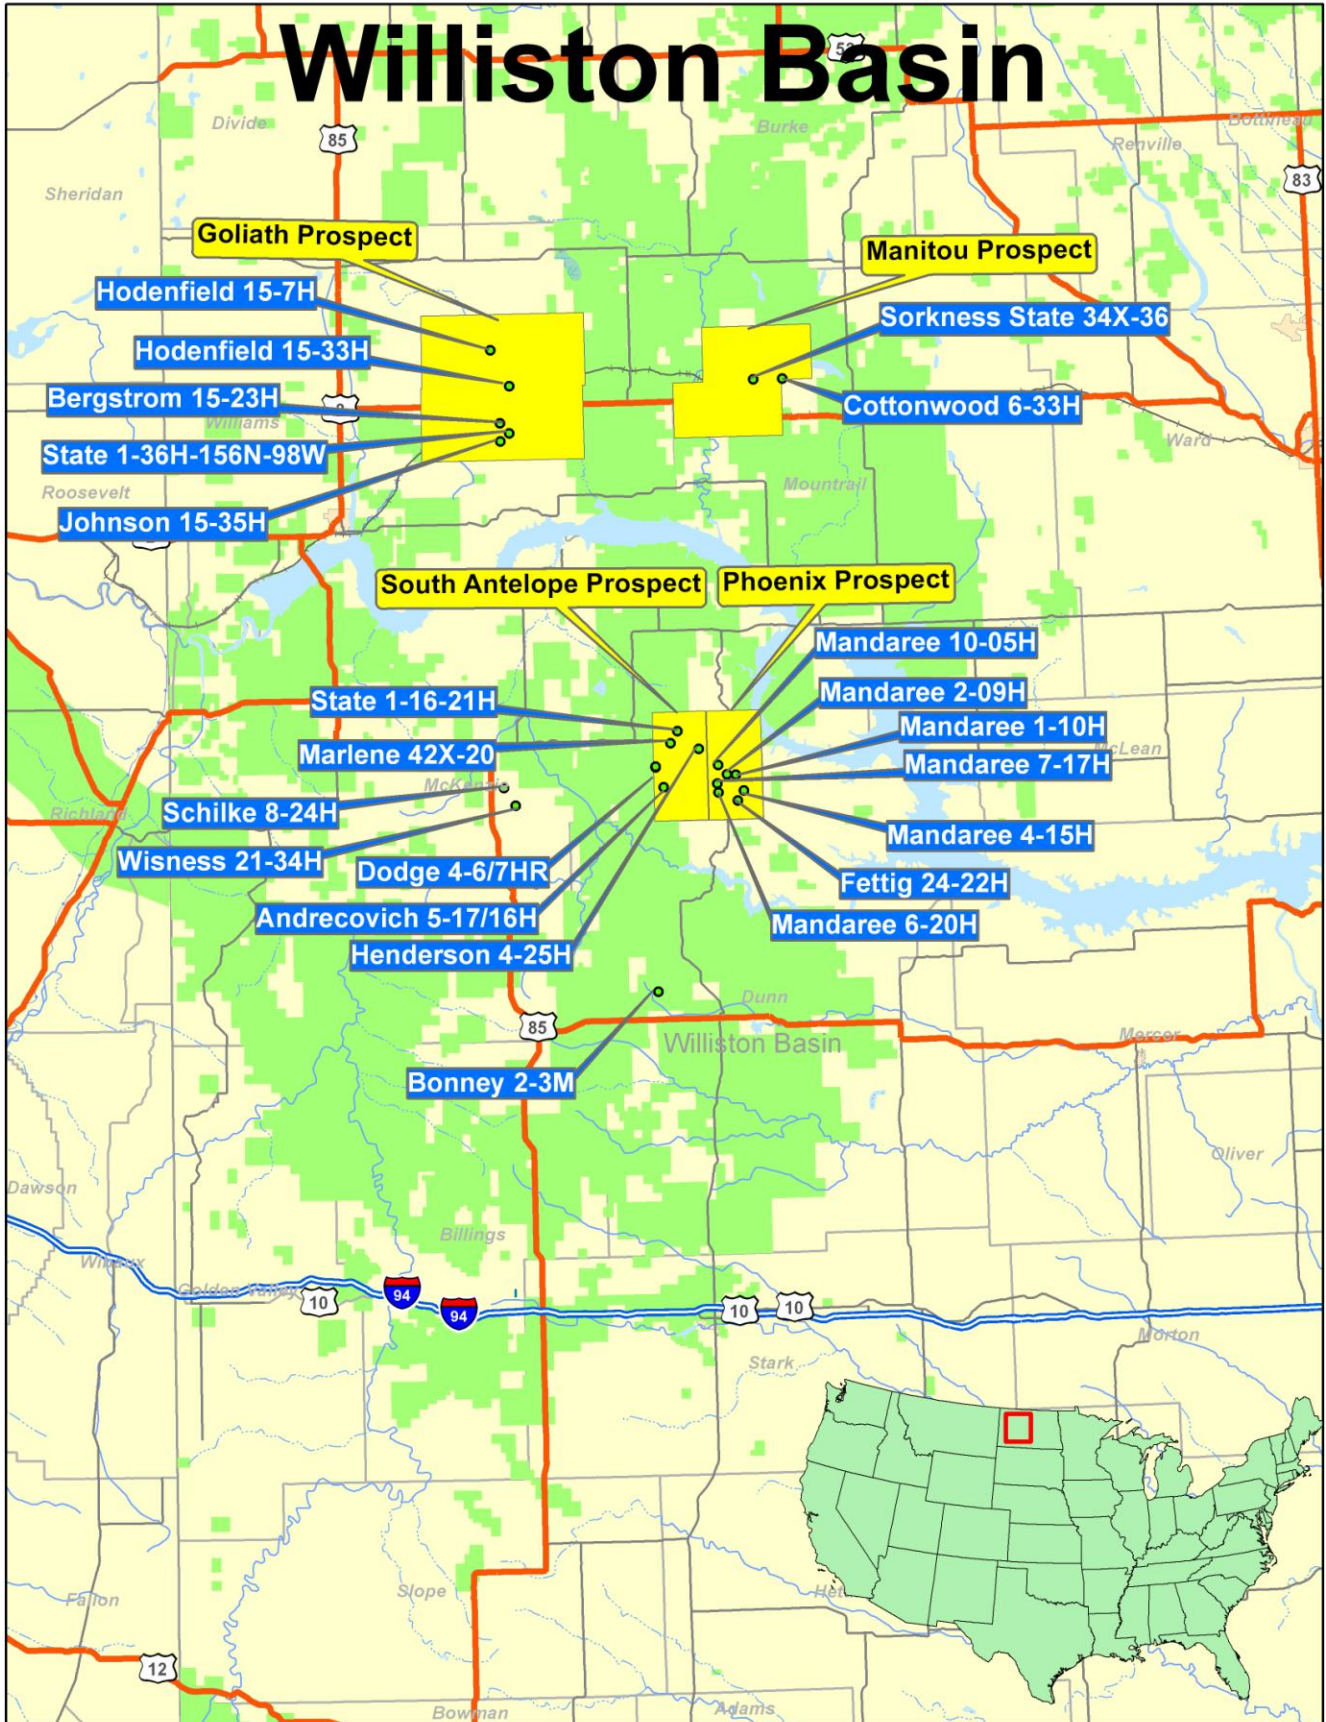 Williston Basin
52
Divide
Burke
Bottineau
85
Renville
83
Sheridan
Goliath Prospect
Manitou Prospect
Hodenfield 15-7H
Sorkness State 34X-36
Hodenfield 15-33H
Bergstrom 15-23H
Cottonwood 6-33H
2
Williams
Ward
State 1-36H-156N-98W
Roosevelt
Mountrail
Johnson 15-35H
South Antelope Prospect
Phoenix Prospect
Mandaree 10-05H
State 1-16-21H
Mandaree 2-09H
Mandaree 1-10H
Marlene 42X-20
McLean
Mandaree 7-17H
McKenzie
Schilke 8-24H
Richland
Mandaree 4-15H
Wisness 21-34H
Dodge 4-6/7HR
Fettig 24-22H
Andrecovich 5-17/16H
Mandaree 6-20H
Henderson 4-25H
Dunn
85
Mercer
Williston Basin
Bonney 2-3M
Oliver
Dawson
Billings
Wibaux
Golden Valley
94
10
94
10
10
Morton
Stark
Slope
Fallon
Het
12
Bowman
Adams